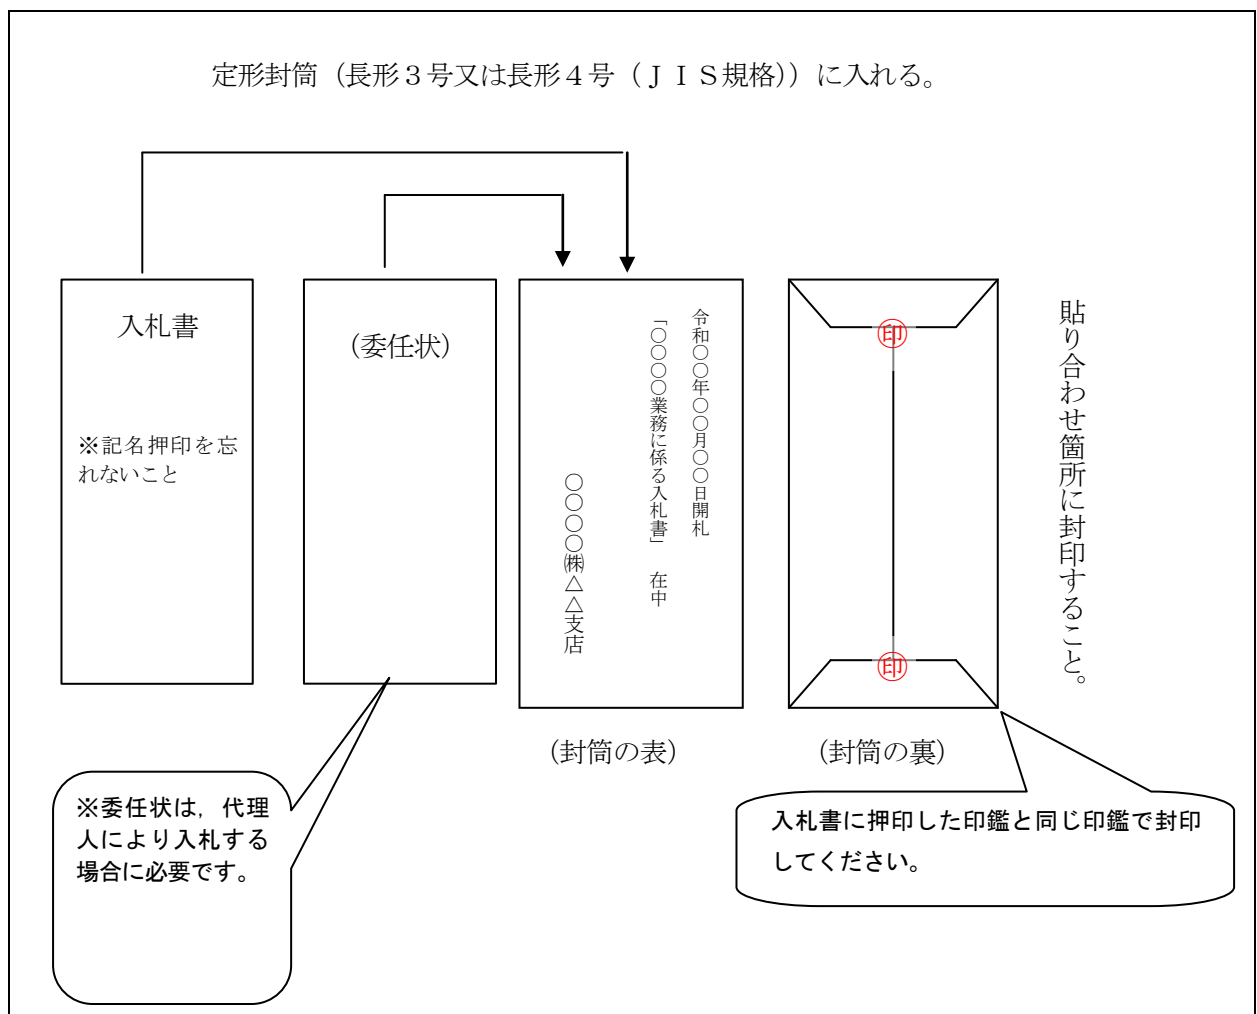 定形封筒（長形３号又は長形４号（ＪＩＳ規格））に入れる。
入札書
※記名押印を忘
れないこと
（委任状）
令和〇〇年〇〇月〇〇日開札
「〇〇〇〇業務に係る入札書」　在中
〇〇〇〇㈱△△支店
㊞
㊞
貼り合わせ箇所に封印すること。
（封筒の表）
（封筒の裏）
※委任状は，代理
人により入札する
場合に必要です。
入札書に押印した印鑑と同じ印鑑で封印
してください。